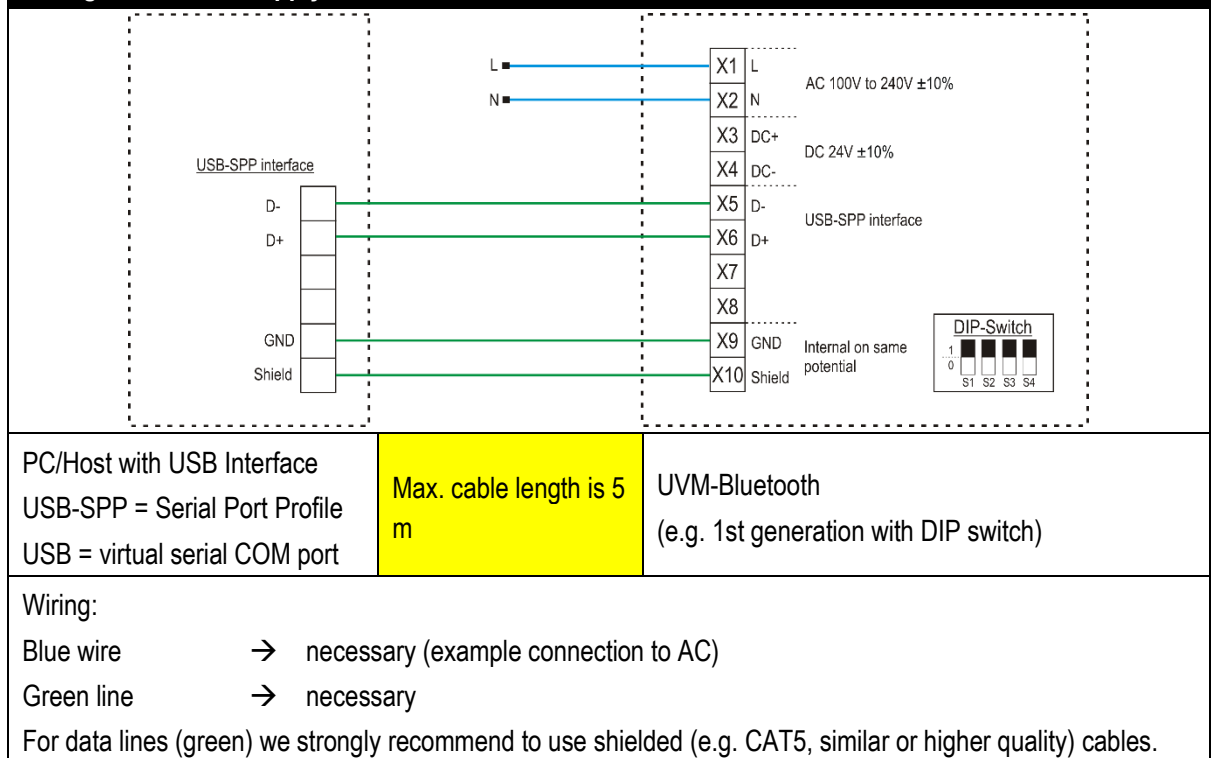 L
N
X1 L
X2 N
AC 100V to 240V ±10%
X3 DC+
X4 DC-
DC 24V ±10%
USB-SPP interface
D-
D+
GND
Shield
X5 D-
X6 D+
USB-SPP interface
X7
X8
X9 GND
X10 Shield
Internal on same
potential
DIP-Switch
1
0
S1 S2 S3 S4
PC/Host with USB Interface
USB-SPP = Serial Port Profile
USB = virtual serial COM port
Max. cable length is 5
m
UVM-Bluetooth
(e.g. 1st generation with DIP switch)
Wiring:
Blue wire → necessary (example connection to AC)
Green line → necessary
For data lines (green) we strongly recommend to use shielded (e.g. CAT5, similar or higher quality) cables.